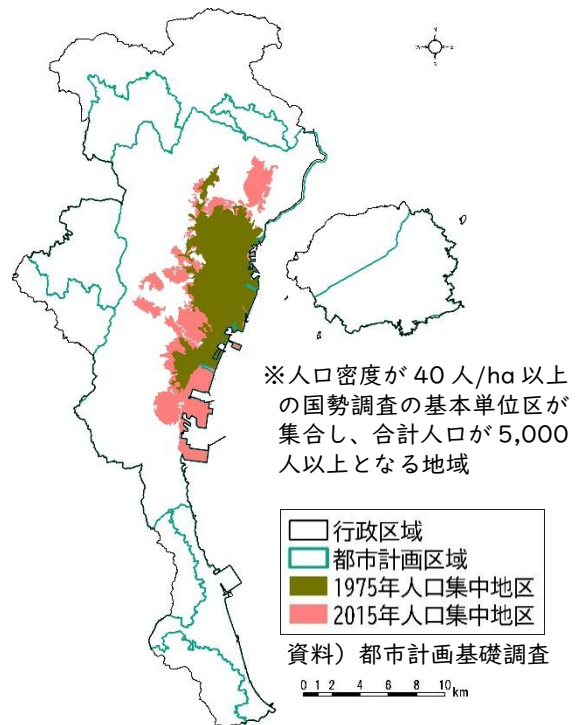 ※人口密度が 40 人/ha 以上
の国勢調査の基本単位区が
集合し、合計人口が 5,000
人以上となる地域
行政区域
都市計画区域
1975年人口集中地区
2015年人口集中地区
資料）都市計画基礎調査
0 1 2 4 6 8 10
km